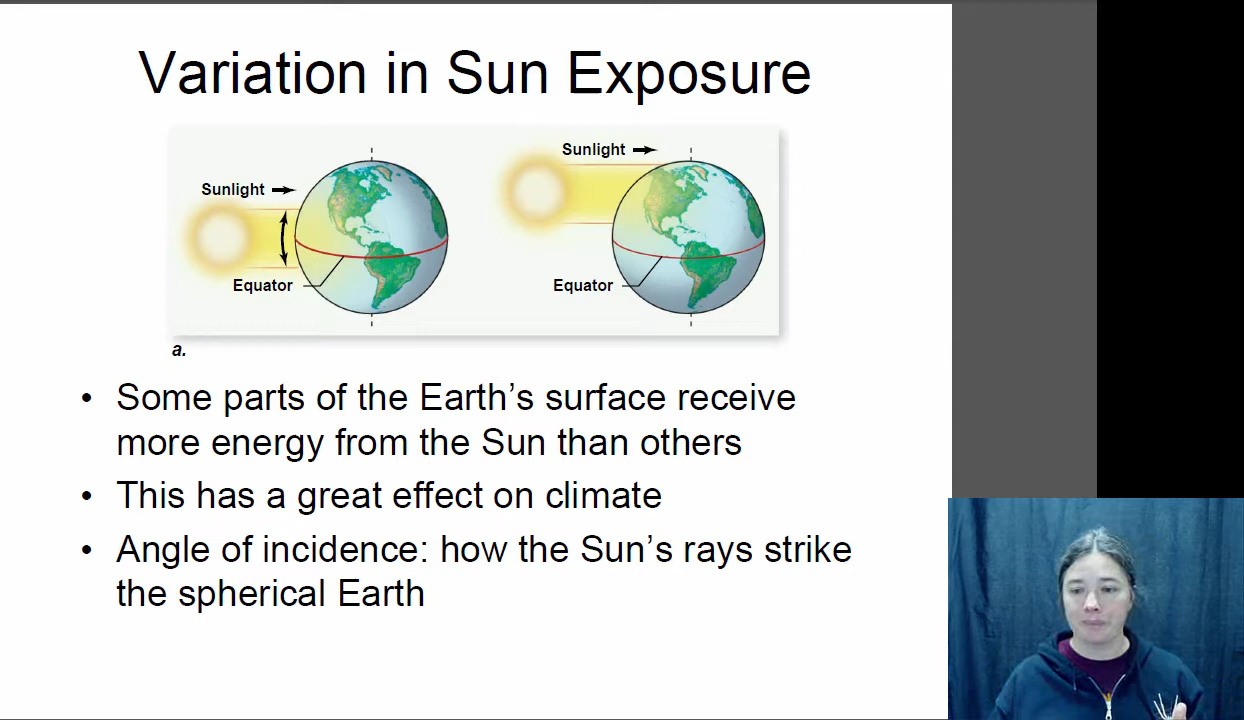 Variation in Sun Exposure
Sunlight
Equator
Sunlight
Equator
a.
• Some parts of the Earth's surface receive
more energy from the Sun than others
• This has a great effect on climate
• Angle of incidence: how the Sun's rays strike
the spherical Earth